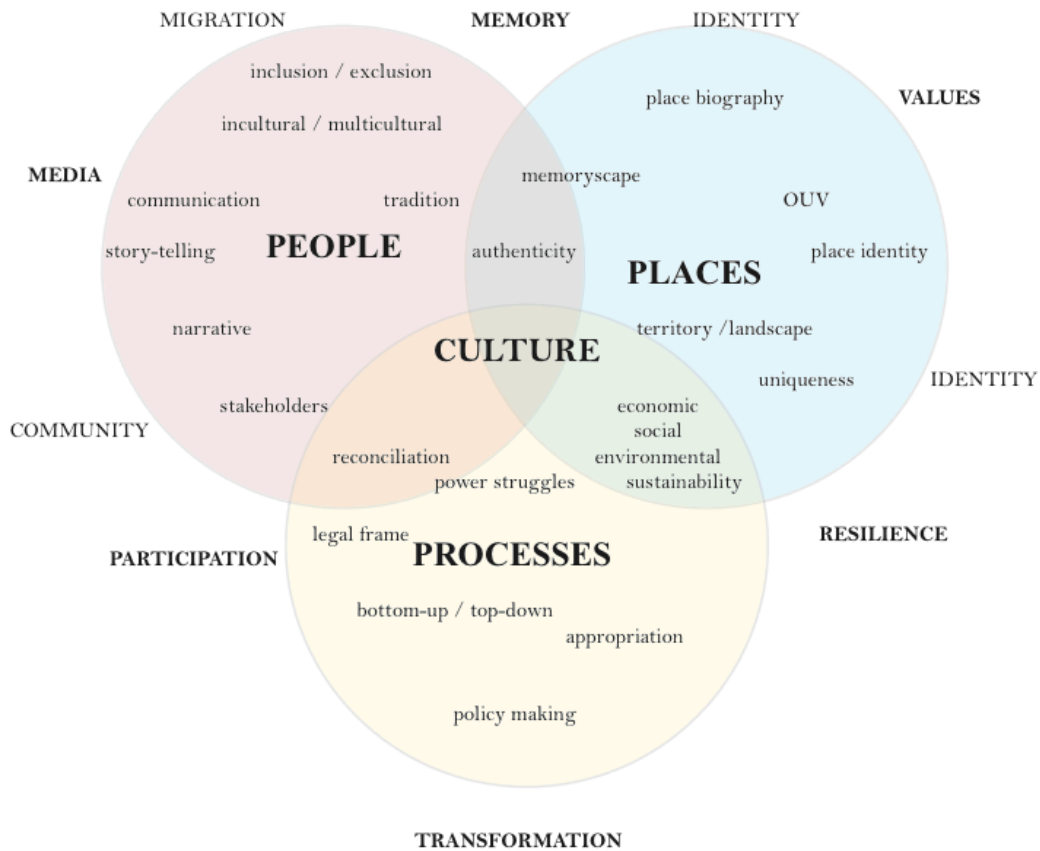 MIGRATION
MEMORY
IDENTITY
inclusion / exclusion
place biography
VALUES
incultural / multicultural
MEDIA
memoryscape
communication
tradition
OUV
story-telling
PEOPLE
authenticity
place identity
PLACES
narrative
territory /landscape
CULTURE
uniqueness
IDENTITY
stakeholders
economic
COMMUNITY
social
reconciliation
environmental
power struggles
sustainability
legal frame
RESILIENCE
PARTICIPATION
PROCESSES
bottom-up / top-down
appropriation
policy making
TRANSFORMATION